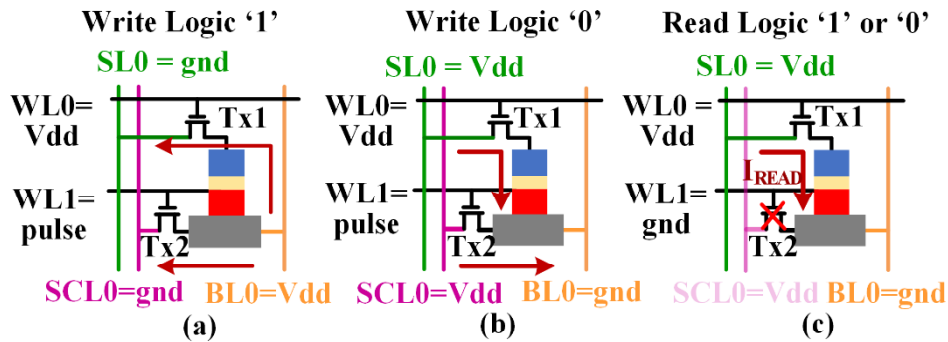 Write Logic ‘1’
SL0 = gnd
WL0=
Vdd
Tx1
WL1=
pulse
Tx2
SCL0=gnd
BL0=Vdd
(a)
Write Logic ‘0’
SL0 = Vdd
WL0=
Vdd
Tx1
WL1=
pulse
Tx2
SCL0=Vdd
BL0=gnd
(b)
Read Logic ‘1’ or ‘0’
SL0 = Vdd
WL0 =
Vdd
Tx1
IREAD
WL1=
gnd
Tx2
SCL0=Vdd
BL0=gnd
(c)